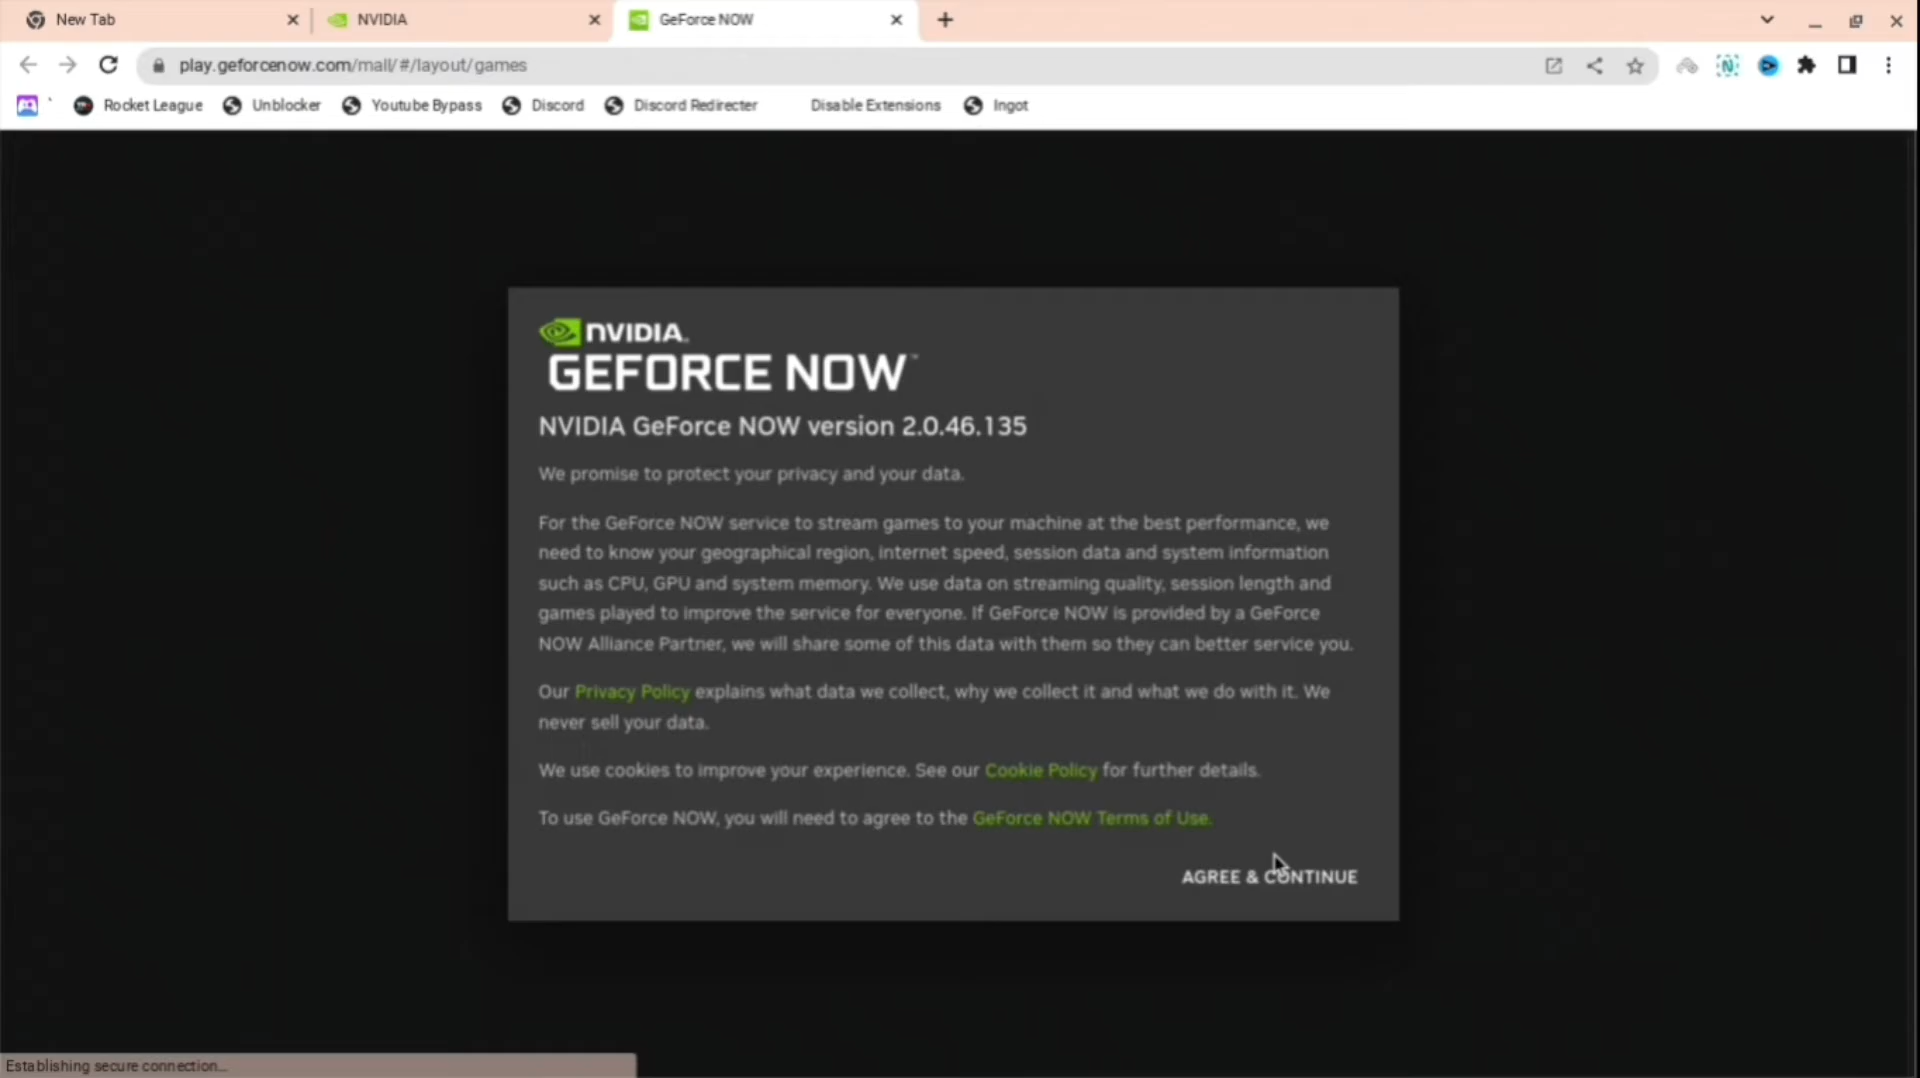 New Tab
NVIDIA
GeForce NOW
play.geforcenow.com/mall/#/layout/games
Rocket League
Unblocker
Youtube Bypass
Discord
Discord Redirecter
Disable Extensions
Ingot
NVIDIA.
GEFORCE NOW™
NVIDIA GeForce NOW version 2.0.46.135
We promise to protect your privacy and your data.
For the GeForce NOW service to stream games to your machine at the best performance, we
need to know your geographical region, internet speed, session data and system information
such as CPU, GPU and system memory. We use data on streaming quality, session length and
games played to improve the service for everyone. If GeForce NOW is provided by a GeForce
NOW Alliance Partner, we will share some of this data with them so they can better service you.
Our Privacy Policy explains what data we collect, why we collect it and what we do with it. We
never sell your data.
We use cookies to improve your experience. See our Cookie Policy for further details.
To use GeForce NOW, you will need to agree to the GeForce NOW Terms of Use.
AGREE & CONTINUE
Establishing secure connection...